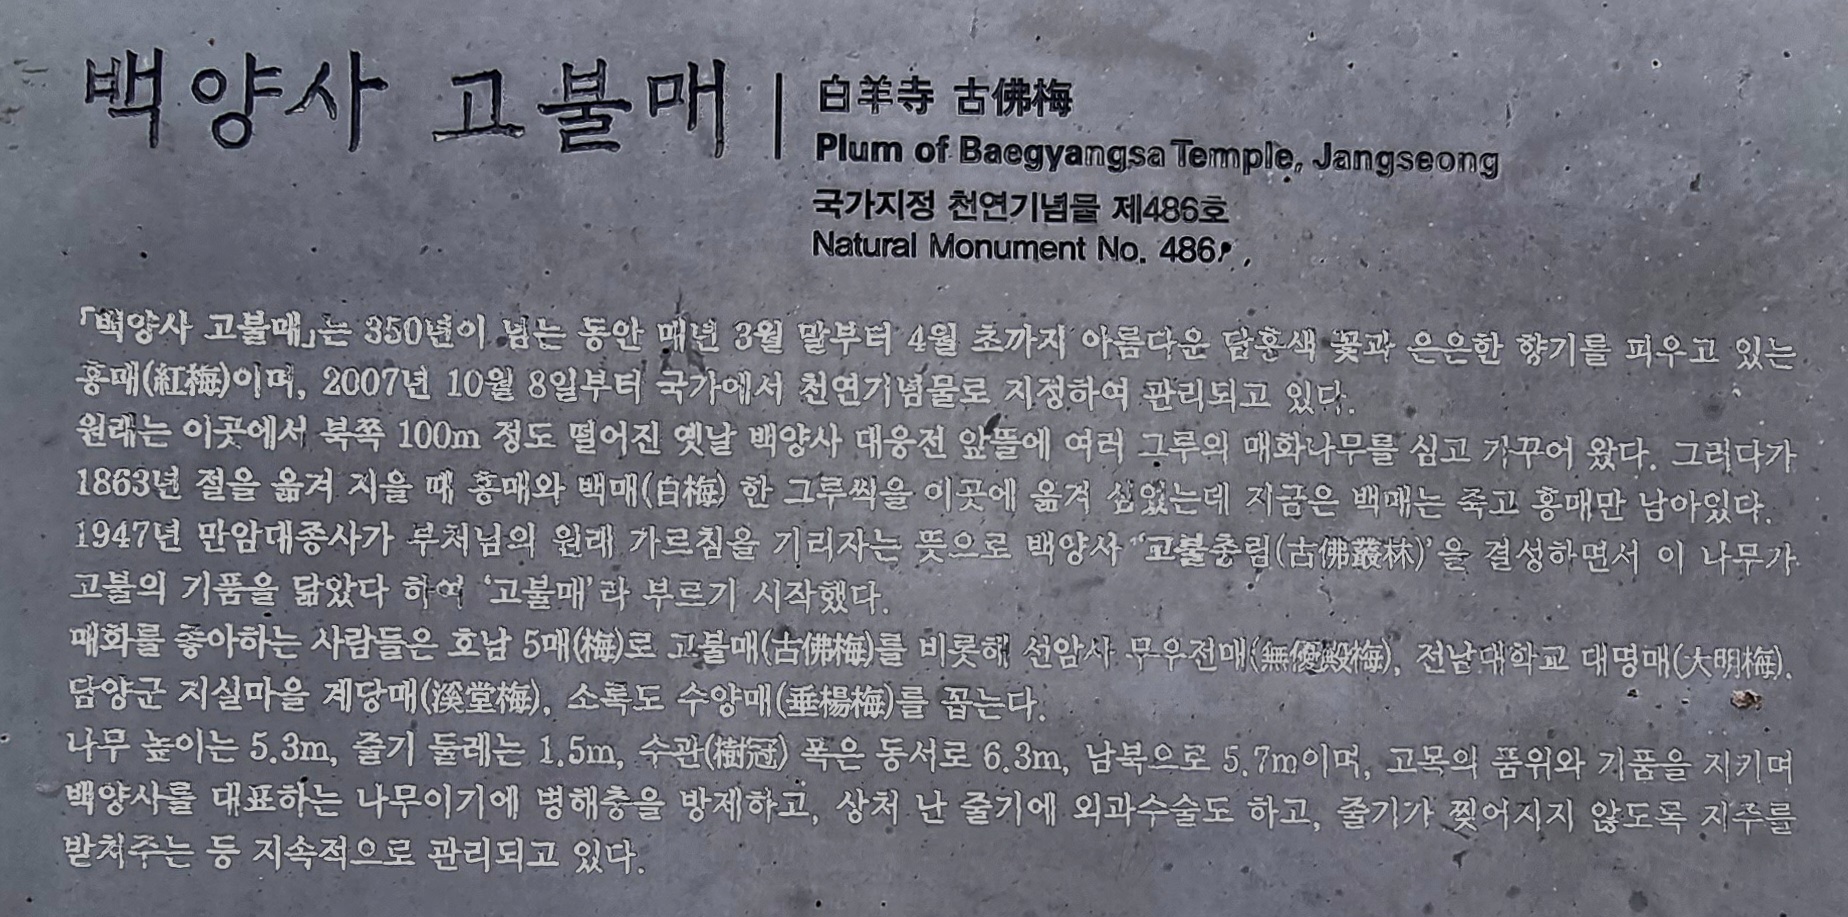 백양사 고불매
白羊寺 古佛梅
Plum of Baegyangsa Temple, Jangseong
국가지정 천연기념물 제486호
Natural Monument No. 486
「백양사 고불매」는 350년이 넘는 동안 매년 3월 말부터 4월 초까지 아름다운 담홍색 꽃과 은은한 향기를 피우고 있는
홍매(紅梅)이며, 2007년 10월 8일부터 국가에서 천연기념물로 지정하여 관리되고 있다.
원래는 이곳에서 북쪽 100m 정도 떨어진 옛날 백양사 대웅전 앞뜰에 여러 그루의 매화나무를 심고 가꾸어 왔다. 그러다가
1863년 절을 옮겨 지을 때 홍매와 백매(白梅) 한 그루씩을 이곳에 옮겨 심었는데 지금은 백매는 죽고 홍매만 남아있다.
1947년 만암대종사가 부처님의 원래 가르침을 기리자는 뜻으로 백양사 “고불총림(古佛叢林)’을 결성하면서 이 나무가
고불의 기품을 닮았다 하여 ‘고불매’라 부르기 시작했다.
매화를 좋아하는 사람들은 호남 5매(梅)로 고불매(古佛梅)를 비롯해 선암사 무우전매(無優殿梅), 전남대학교 대명매(大明梅),
담양군 지실마을 계당매(溪堂梅), 소록도 수양매(垂楊梅)를 꼽는다.
나무 높이는 5.3m, 줄기 둘레는 1.5m, 수관(樹冠) 폭은 동서로 6.3m, 남북으로 5.7m이며, 고목의 품위와 기품을 지키며
백양사를 대표하는 나무이기에 병해충을 방제하고, 상처 난 줄기에 외과수술도 하고, 줄기가 찢어지지 않도록 지주를
받쳐주는 등 지속적으로 관리되고 있다.